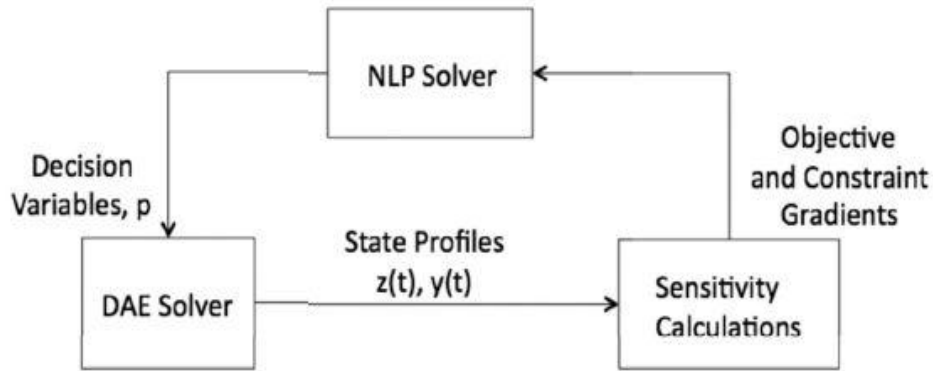 NLP Solver
Decision
Variables, p
Objective
and Constraint
Gradients
State Profiles
z(t), y(t)
DAE Solver
Sensitivity
Calculations